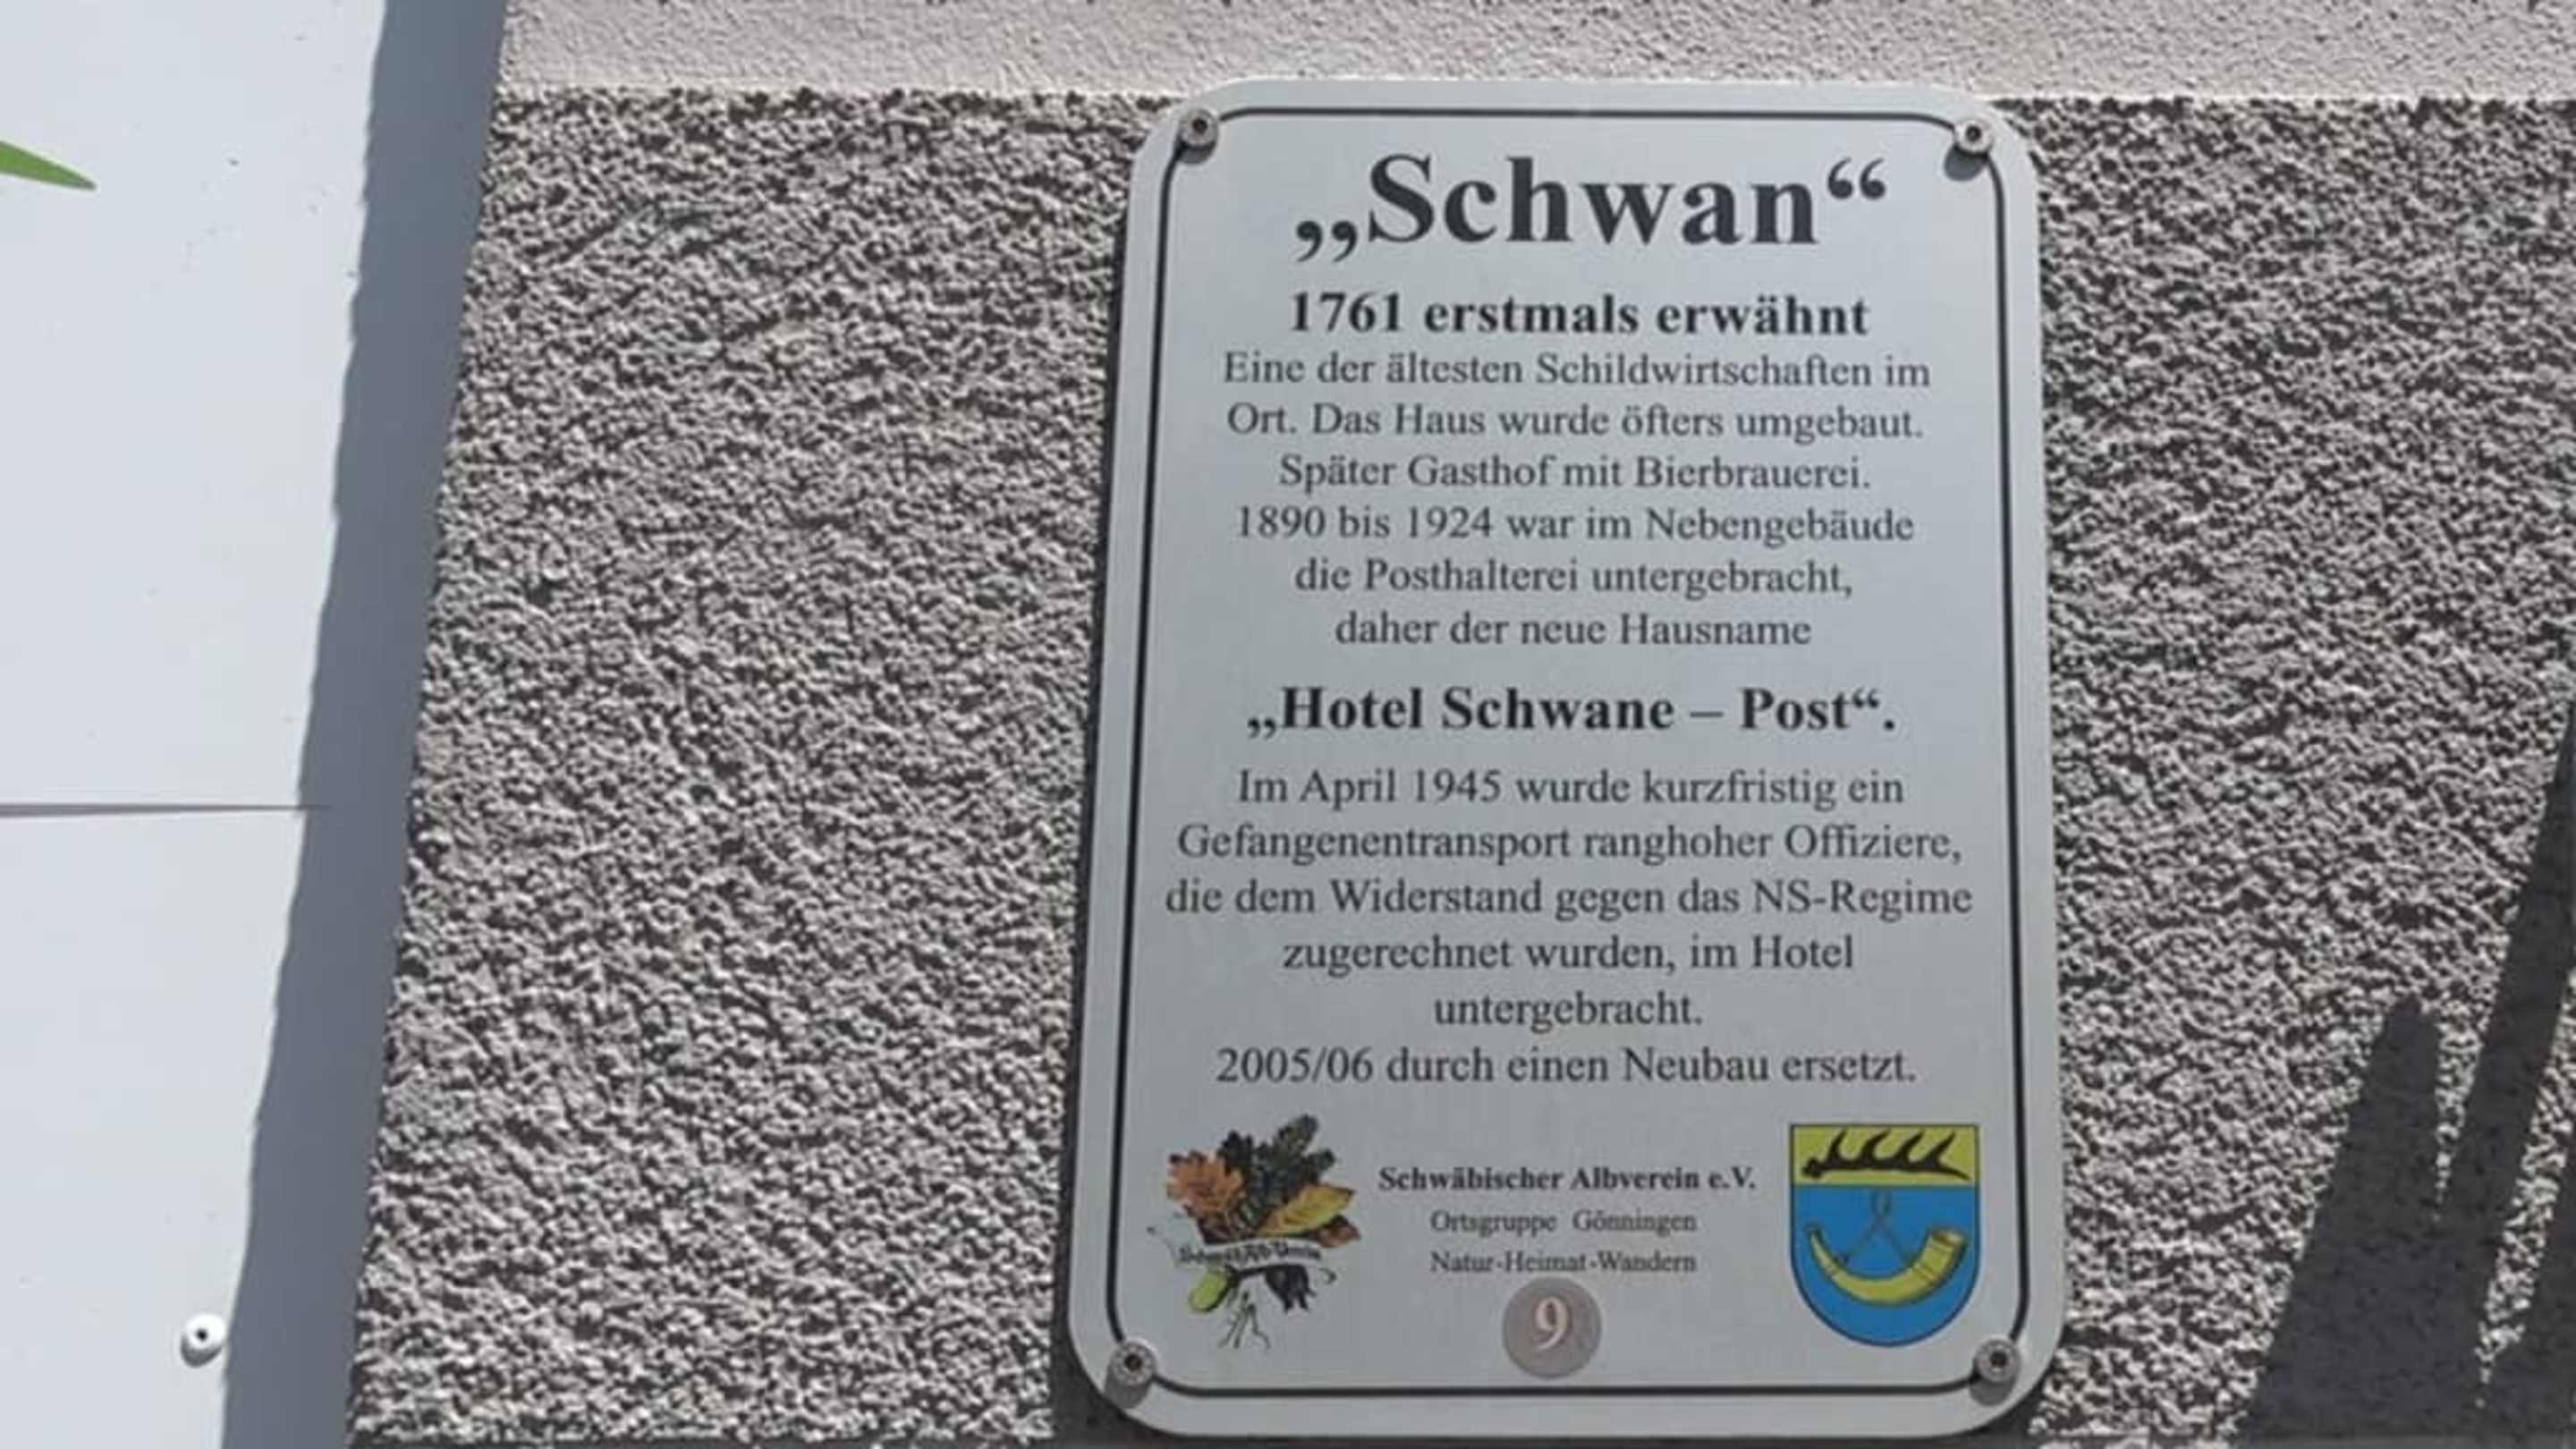 „Schwan“
1761 erstmals erwähnt
Eine der ältesten Schildwirtschaften im
Ort. Das Haus wurde öfters umgebaut.
Später Gasthof mit Bierbrauerei.
1890 bis 1924 war im Nebengebäude
die Posthalterei untergebracht,
daher der neue Hausname
„Hotel Schwane – Post“.
Im April 1945 wurde kurzfristig ein
Gefangenentransport ranghoher Offiziere,
die dem Widerstand gegen das NS-Regime
zugerechnet wurden, im Hotel
untergebracht.
2005/06 durch einen Neubau ersetzt.
Schwäbischer Albverein e.V.
Ortsgruppe Gönningen
Natur-Heimat-Wandern
9